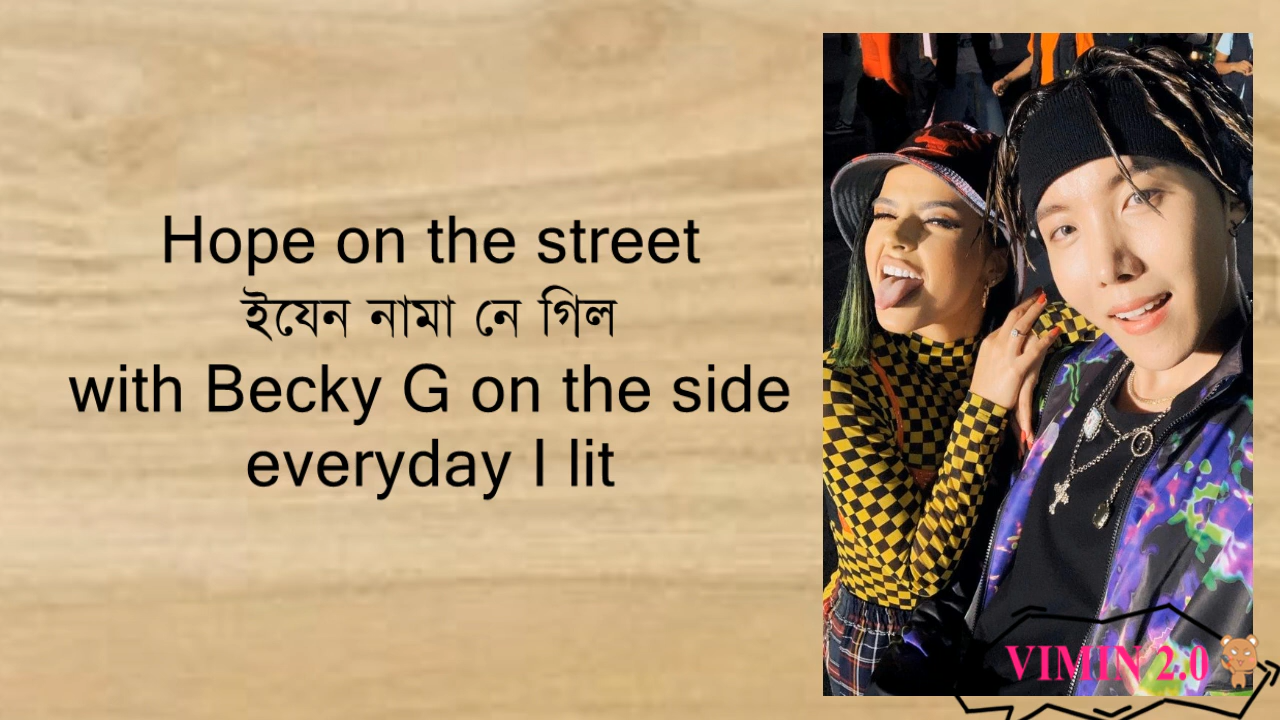 Hope on the street
ইযেন নামা নে গিল
with Becky G on the side
everyday I lit
VIMIN 2.0